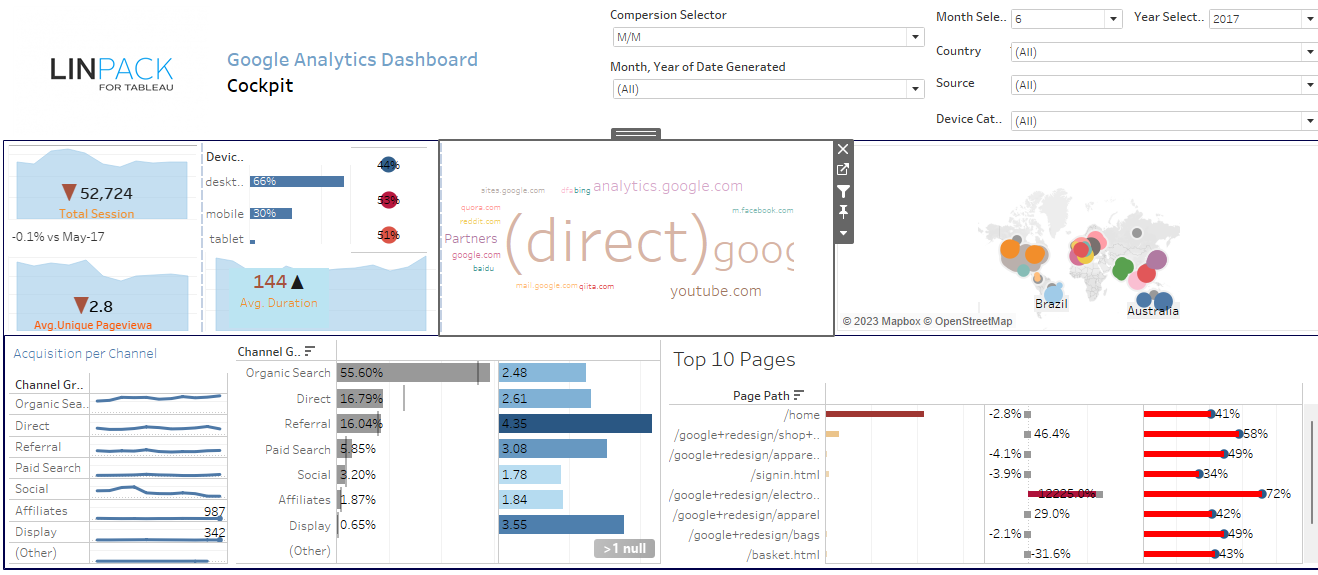 Compersion Selector
M/M
Month, Year of Date Generated
(All)
Month Sele..
6
Year Select..
2017
Country
(All)
Source
(All)
Device Cat..
(All)
LINPACK
FOR TABLEAU
Google Analytics Dashboard
Cockpit
52,724
Total Session
-0.1% vs May-17
2.8
Avg.Unique Pageviewa
Devic..
deskt..
66%
mobile
30%
tablet
44%
53%
51%
144
Avg. Duration
sites.google.com
dfa
bing
analytics.google.com
quora.com
m.facebook.com
reddit.com
(direct)
goog
Partners
google.com
baidu
mail.google.com
qiita.com
youtube.com
Brazil
Australia
© 2023 Mapbox © OpenStreetMap
Acquisition per Channel
Channel Gr..
Organic Sea..
Direct
Referral
Paid Search
Social
Affiliates
987
Display
342
(Other)
Channel G..
Organic Search 55.60% 2.48
Direct 16.79% 2.61
Referral 16.04% 4.35
Paid Search 5.85% 3.08
Social 3.20% 1.78
Affiliates 1.87% 1.84
Display 0.65% 3.55
(Other)
>1 null
Top 10 Pages
Page Path
/home -2.8% 41%
/google+redesign/shop+.. 46.4% 58%
/google+redesign/appare.. -4.1% 49%
/signin.html -3.9% 34%
/google+redesign/electro.. 12225.0% 72%
/google+redesign/apparel 29.0% 42%
/google+redesign/bags -2.1% 49%
/basket.html -31.6% 43%